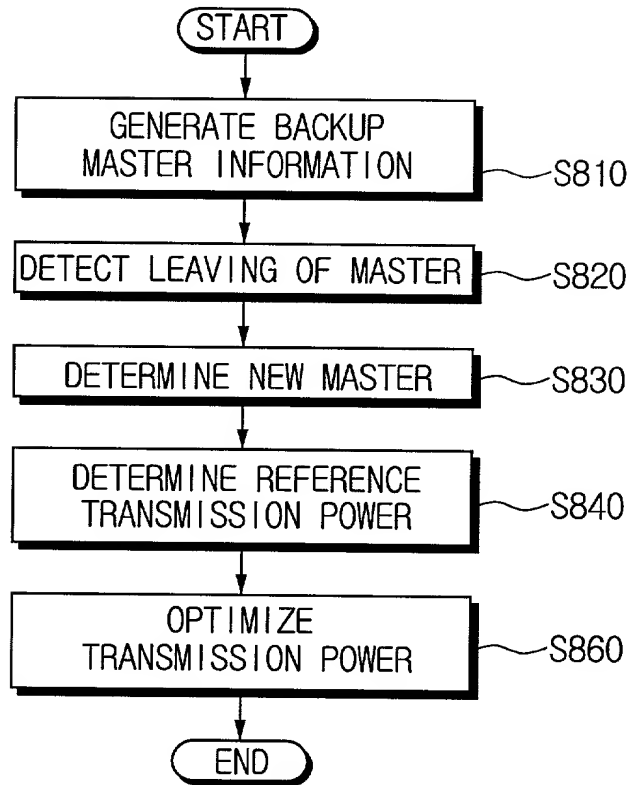 START
GENERATE BACKUP
MASTER INFORMATION
S810
DETECT LEAVING OF MASTER
S820
DETERMINE NEW MASTER
S830
DETERMINE REFERENCE
TRANSMISSION POWER
S840
OPTIMIZE
TRANSMISSION POWER
S860
END